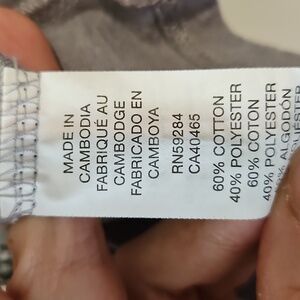 MADE IN
CAMBODIA
FABRIQUÉ AU
CAMBODGE
FABRICADO EN
CAMBOYA
RN59284
CA40465
60% COTTON
40% POLYESTER
60% COTON
40% POLYESTER
ALGODÓN